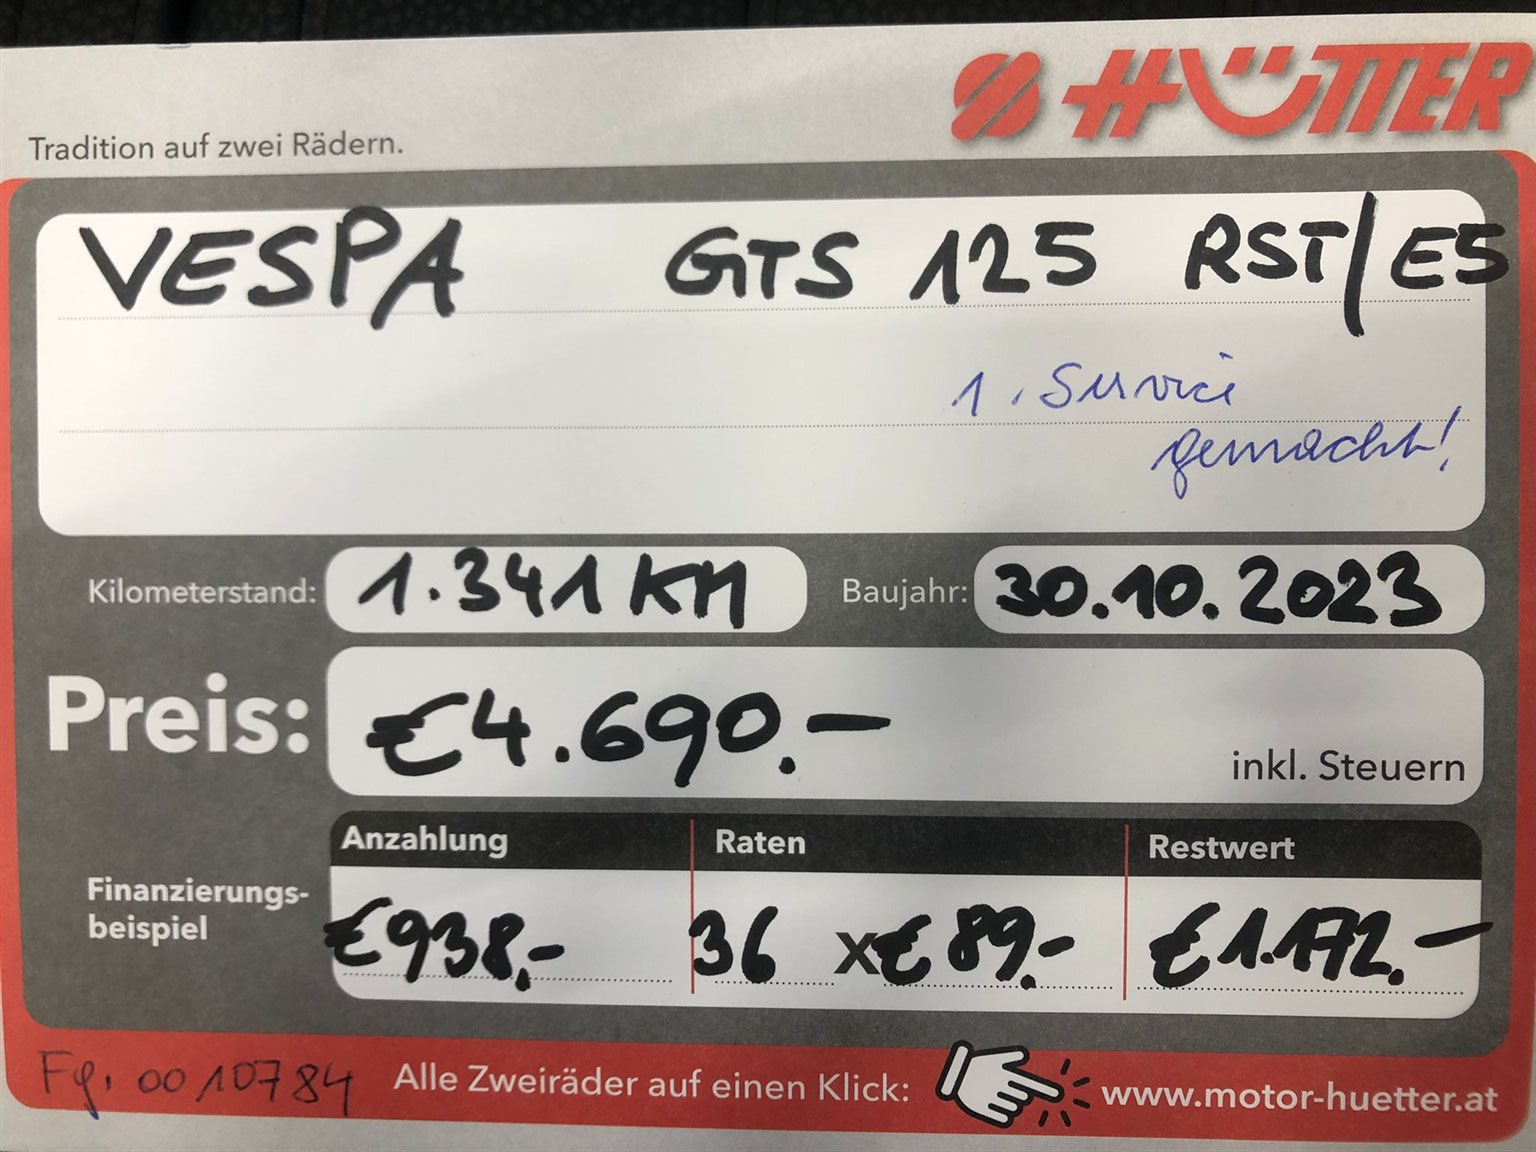 HÜTTER
Tradition auf zwei Rädern.
VESPA GTS 125 RST/E5
1. Service
gemacht!
Kilometerstand: 1.341 KM Baujahr: 30.10.2023
Preis: €4.690.-
inkl. Steuern
Anzahlung Raten Restwert
Finanzierungs-
beispiel
€938,- 36 x €89.- €1.172.-
Fg. 0010784 Alle Zweiräder auf einen Klick: www.motor-huetter.at